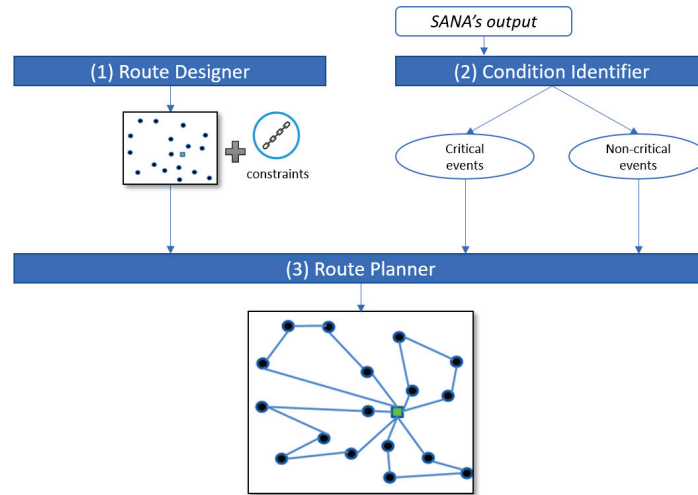 SANA's output
(1) Route Designer
(2) Condition Identifier
constraints
Critical
events
Non-critical
events
(3) Route Planner